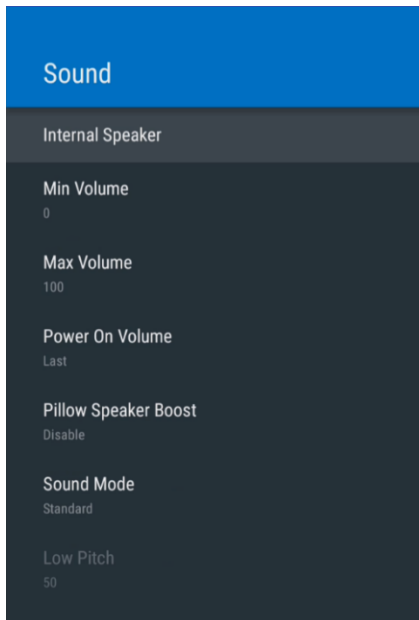 Sound
Internal Speaker
Min Volume
0
Max Volume
100
Power On Volume
Last
Pillow Speaker Boost
Disable
Sound Mode
Standard
Low Pitch
50